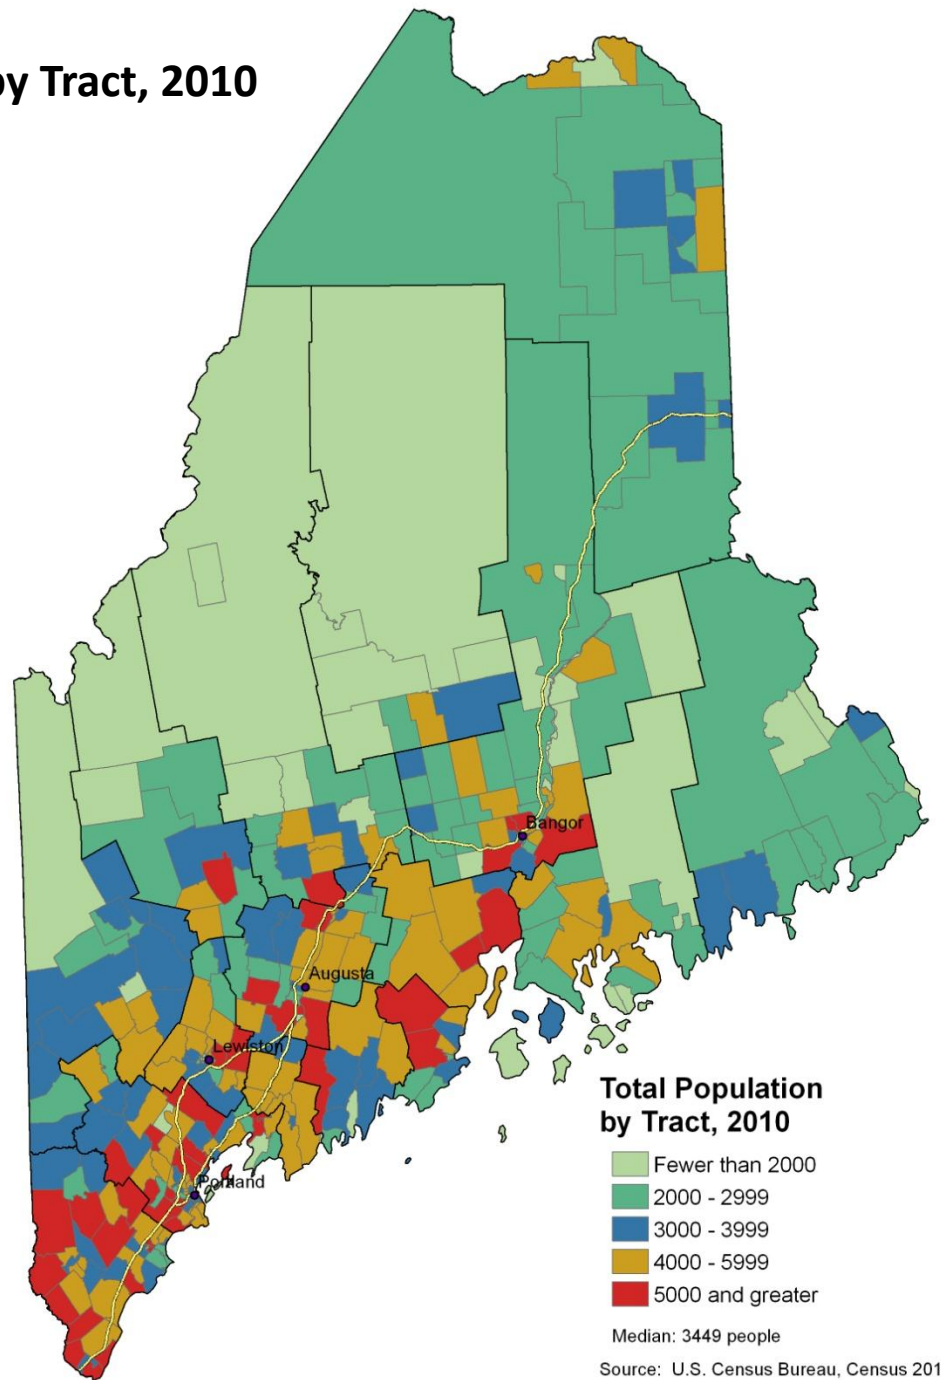 by Tract, 2010
Bangor
Augusta
Lewiston
Portland
Total Population
by Tract, 2010
Fewer than 2000
2000 - 2999
3000 - 3999
4000 - 5999
5000 and greater
Median: 3449 people
Source: U.S. Census Bureau, Census 201